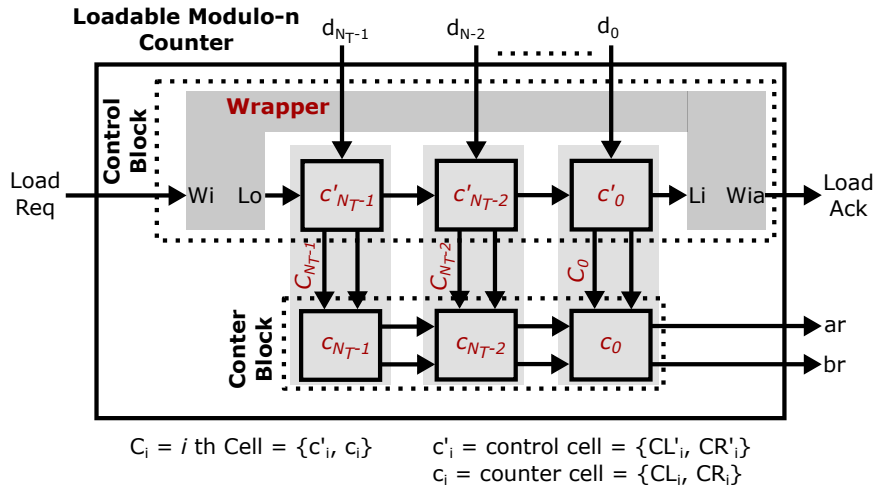 Loadable Modulo-n
Counter
d_{N_T-1} d_{N-2} ........ d_0
Control
Block
Wrapper
Load
Req
Wi Lo c'_{N_T-1} c'_{N_T-2} c'_0 Li Wia
Load
Ack
C_{N_T-1} C_{N_T-2} C_0
Conter
Block
c_{N_T-1} c_{N_T-2} c_0
ar
br
C_i = i th Cell = {c'_i, c_i} c'_i = control cell = {CL'_i, CR'_i}
c_i = counter cell = {CL_i, CR_i}